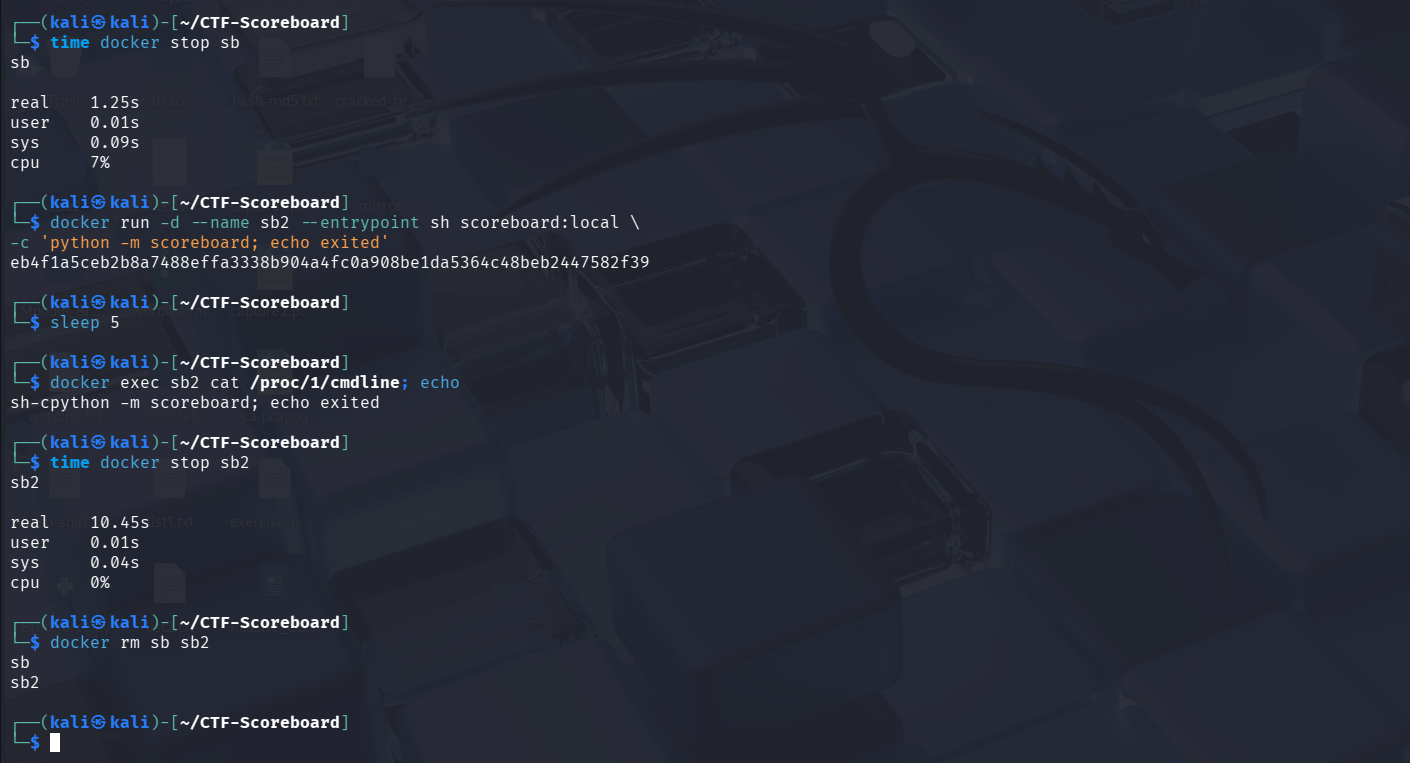 ┌──(kali㉿kali)-[~/CTF-Scoreboard]
└─$ time docker stop sb
sb

real    1.25s
user    0.01s
sys     0.09s
cpu     7%

┌──(kali㉿kali)-[~/CTF-Scoreboard]
└─$ docker run -d --name sb2 --entrypoint sh scoreboard:local \
-c 'python -m scoreboard; echo exited'
eb4f1a5ceb2b8a7488effa3338b904a4fc0a908be1da5364c48beb2447582f39

┌──(kali㉿kali)-[~/CTF-Scoreboard]
└─$ sleep 5

┌──(kali㉿kali)-[~/CTF-Scoreboard]
└─$ docker exec sb2 cat /proc/1/cmdline; echo
sh-cpython -m scoreboard; echo exited

┌──(kali㉿kali)-[~/CTF-Scoreboard]
└─$ time docker stop sb2
sb2

real    10.45s
user    0.01s
sys     0.04s
cpu     0%

┌──(kali㉿kali)-[~/CTF-Scoreboard]
└─$ docker rm sb sb2
sb
sb2

┌──(kali㉿kali)-[~/CTF-Scoreboard]
└─$